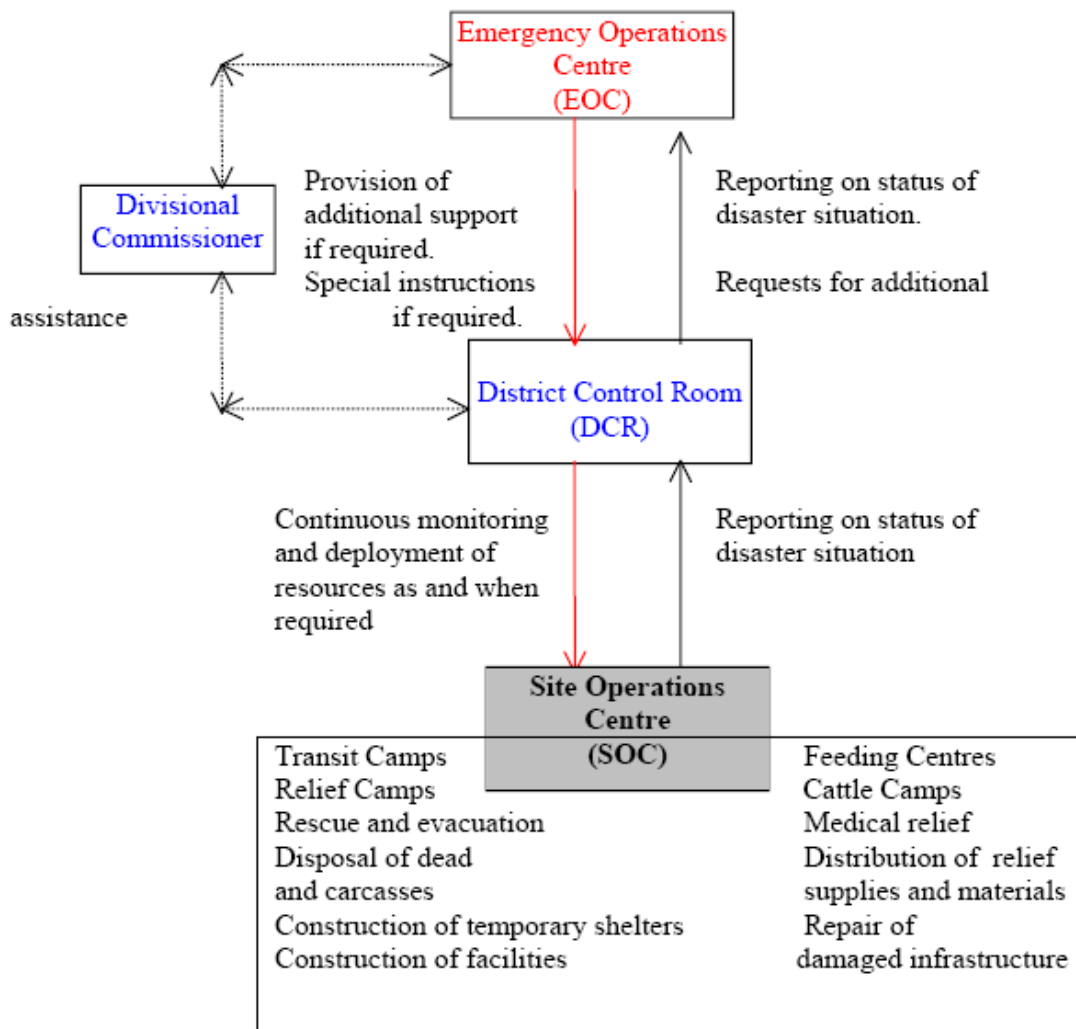 Emergency Operations
Centre
(EOC)
Divisional
Commissioner
Provision of
additional support
if required.
Special instructions
if required.
Reporting on status of
disaster situation.
Requests for additional
assistance
District Control Room
(DCR)
Continuous monitoring
and deployment of
resources as and when
required
Reporting on status of
disaster situation
Site Operations
Centre
(SOC)
Transit Camps
Relief Camps
Rescue and evacuation
Disposal of dead
and carcasses
Construction of temporary shelters
Construction of facilities
Feeding Centres
Cattle Camps
Medical relief
Distribution of relief
supplies and materials
Repair of
damaged infrastructure